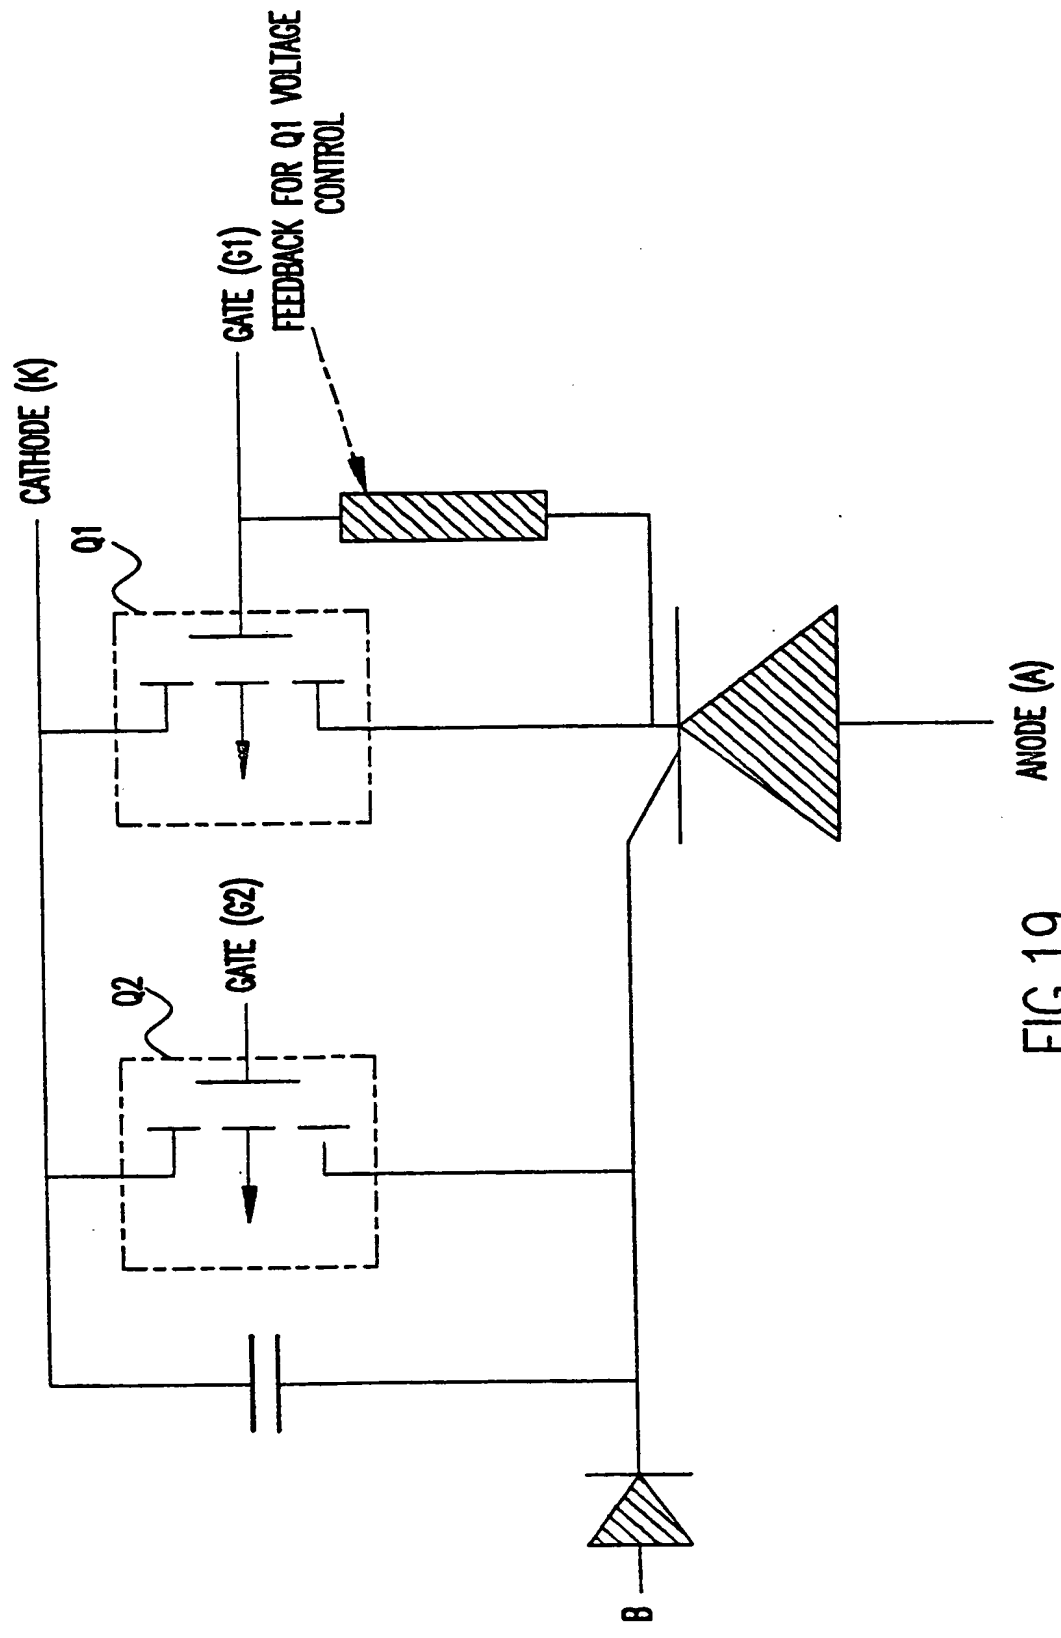 CATHODE (K)
Q1
GATE (G1)
FEEDBACK FOR Q1 VOLTAGE
CONTROL
Q2
GATE (G2)
B
ANODE (A)
FIG. 19